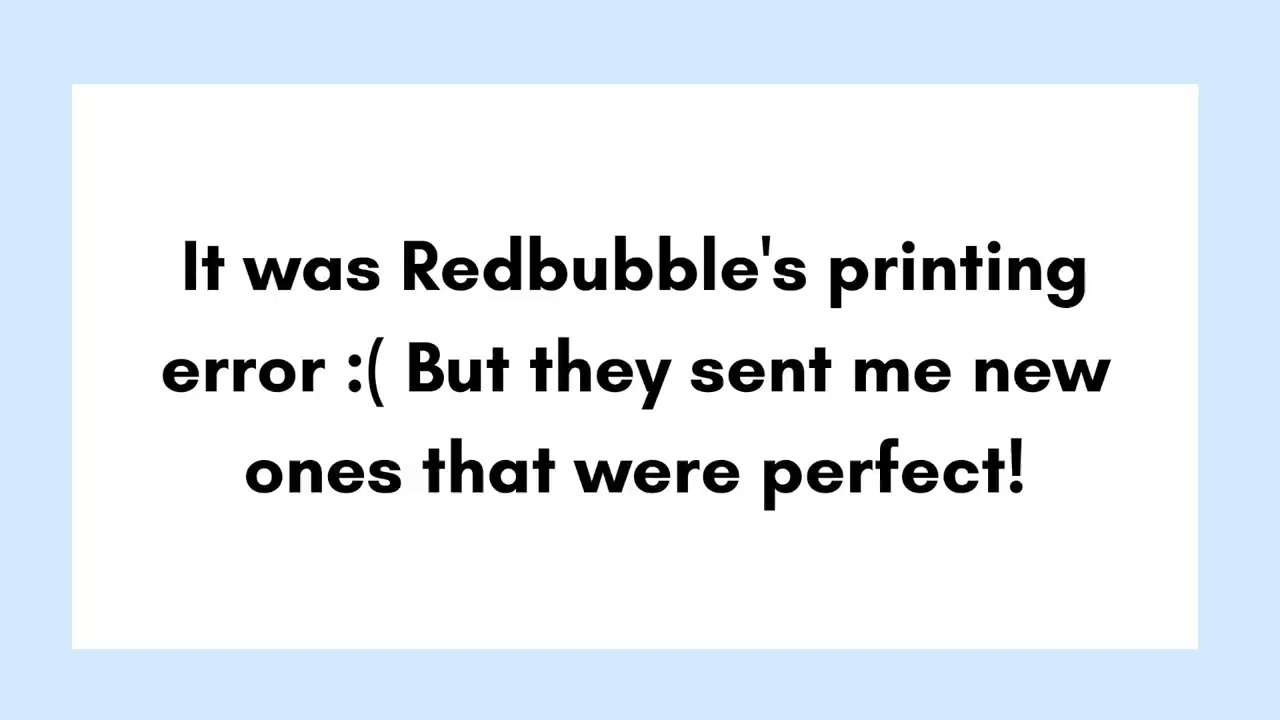 It was Redbubble's printing
error :( But they sent me new
ones that were perfect!